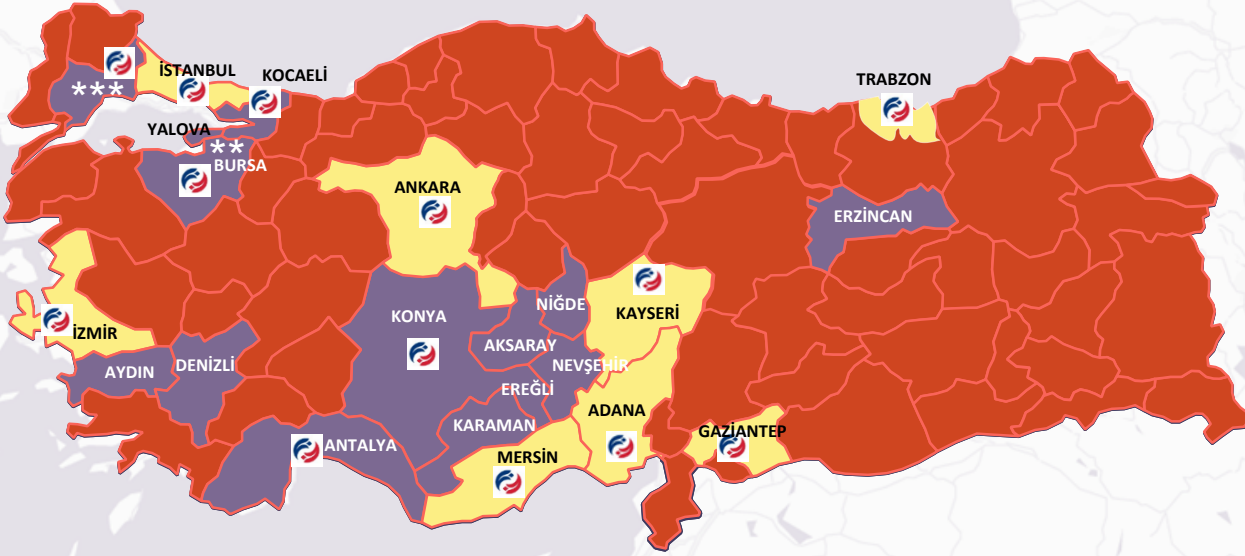 İSTANBUL
KOCAELİ
***
YALOVA
**
BURSA
TRABZON
ANKARA
ERZİNCAN
NİĞDE
KAYSERİ
KONYA
İZMİR
AKSARAY
AYDIN
DENİZLİ
NEVŞEHİR
EREĞLİ
ADANA
KARAMAN
GAZİANTEP
ANTALYA
MERSİN